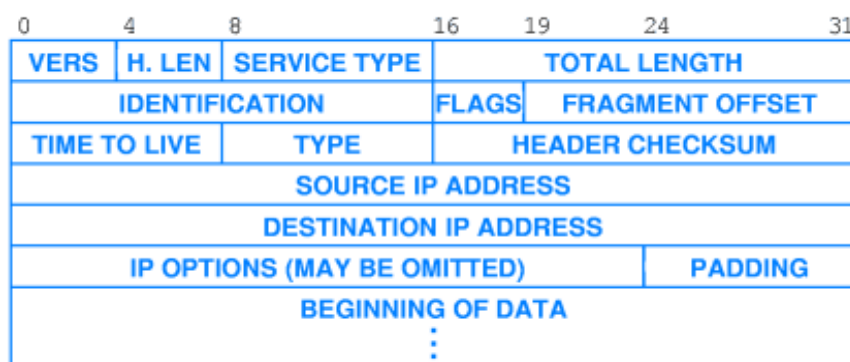 0 4 8 16 19 24 31
VERS H. LEN SERVICE TYPE TOTAL LENGTH
IDENTIFICATION FLAGS FRAGMENT OFFSET
TIME TO LIVE TYPE HEADER CHECKSUM
SOURCE IP ADDRESS
DESTINATION IP ADDRESS
IP OPTIONS (MAY BE OMITTED) PADDING
BEGINNING OF DATA